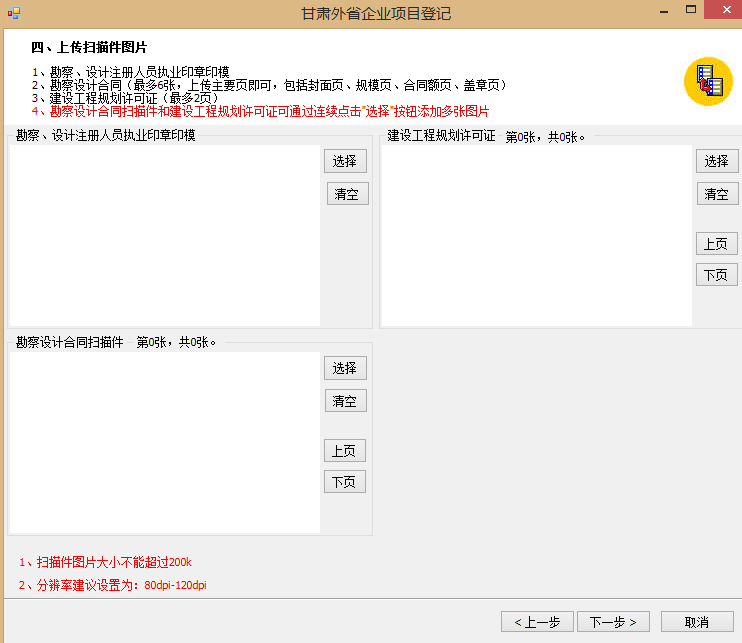 甘肃外省企业项目登记
四、上传扫描件图片
1、勘察、设计注册人员执业印章印模
2、勘察设计合同（最多6张，上传主要页即可，包括封面页、规模页、合同额页、盖章页）
3、建设工程规划许可证（最多2页）
4、勘察设计合同扫描件和建设工程规划许可证可通过连续点击"选择"按钮添加多张图片
勘察、设计注册人员执业印章印模
选择
清空
建设工程规划许可证 第0张，共0张。
选择
清空
上页
下页
勘察设计合同扫描件 第0张，共0张。
选择
清空
上页
下页
1、扫描件图片大小不能超过200k
2、分辨率建议设置为：80dpi-120dpi
< 上一步 下一步 > 取消